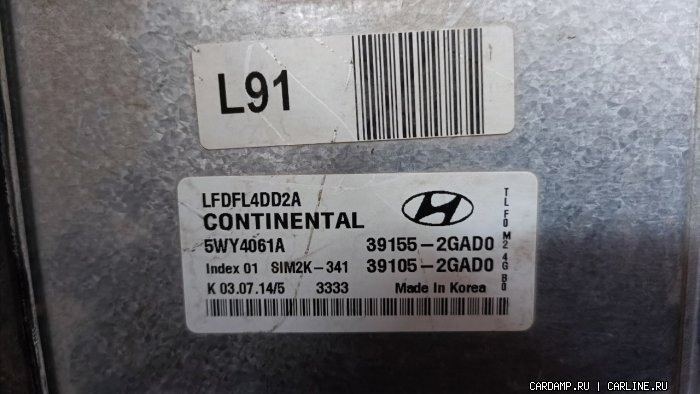 L91
LFDFL4DD2A
CONTINENTAL
5WY4061A 39155-2GAD0
Index 01 SIM2K-341 39105-2GAD0
K 03.07.14/5 3333 Made In Korea
TLF0M24GB0
CARDAMP.RU | CARLINE.RU